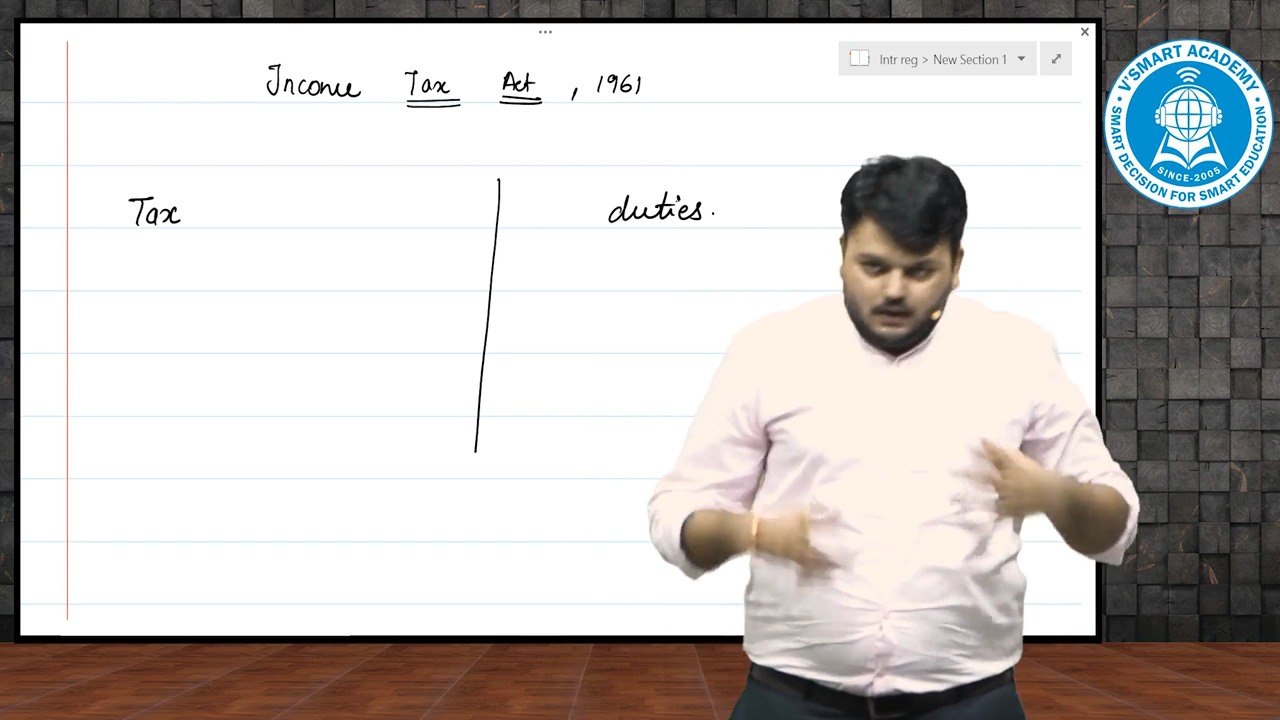 Income Tax Act, 1961
Intr reg > New Section 1
Tax
duties.
V'SMART ACADEMY
SMART DECISION FOR SMART EDUCATION
SINCE-2005